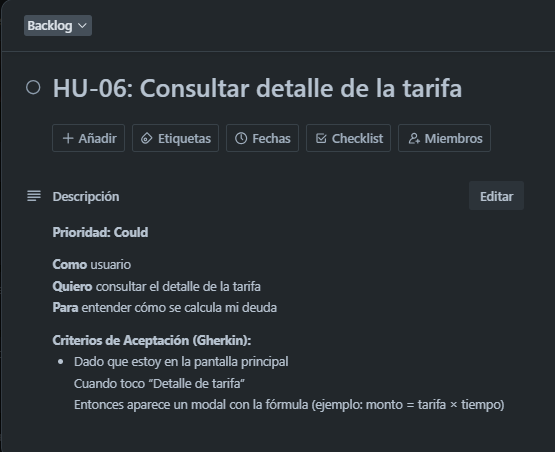 Backlog
HU-06: Consultar detalle de la tarifa
Añadir Etiquetas Fechas Checklist Miembros
Descripción Editar
Prioridad: Could
Como usuario
Quiero consultar el detalle de la tarifa
Para entender cómo se calcula mi deuda
Criterios de Aceptación (Gherkin):
• Dado que estoy en la pantalla principal
Cuando toco “Detalle de tarifa”
Entonces aparece un modal con la fórmula (ejemplo: monto = tarifa × tiempo)